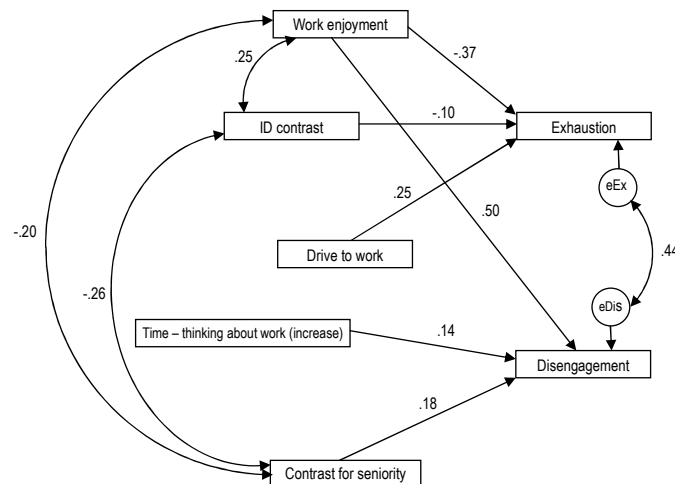 Work enjoyment
-.37
.25
-.10
ID contrast
Exhaustion
eEx
.25
.50
-.20
Drive to work
.44
-.26
eDis
Time – thinking about work (increase)
.14
Disengagement
.18
Contrast for seniority